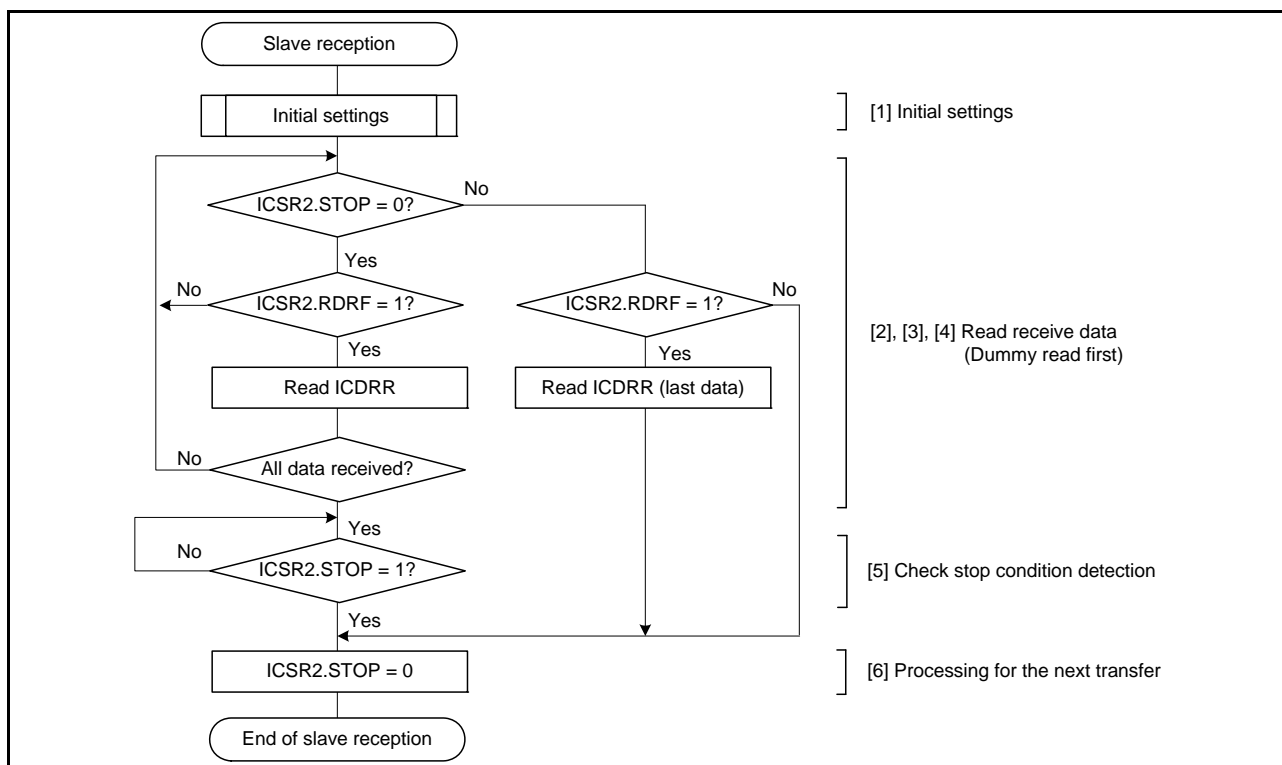 Slave reception
Initial settings
[1] Initial settings
ICSR2.STOP = 0?
No
Yes
No
ICSR2.RDRF = 1?
ICSR2.RDRF = 1?
No
Yes
Yes
Read ICDRR
Read ICDRR (last data)
[2], [3], [4] Read receive data
(Dummy read first)
No
All data received?
Yes
No
ICSR2.STOP = 1?
[5] Check stop condition detection
Yes
ICSR2.STOP = 0
[6] Processing for the next transfer
End of slave reception